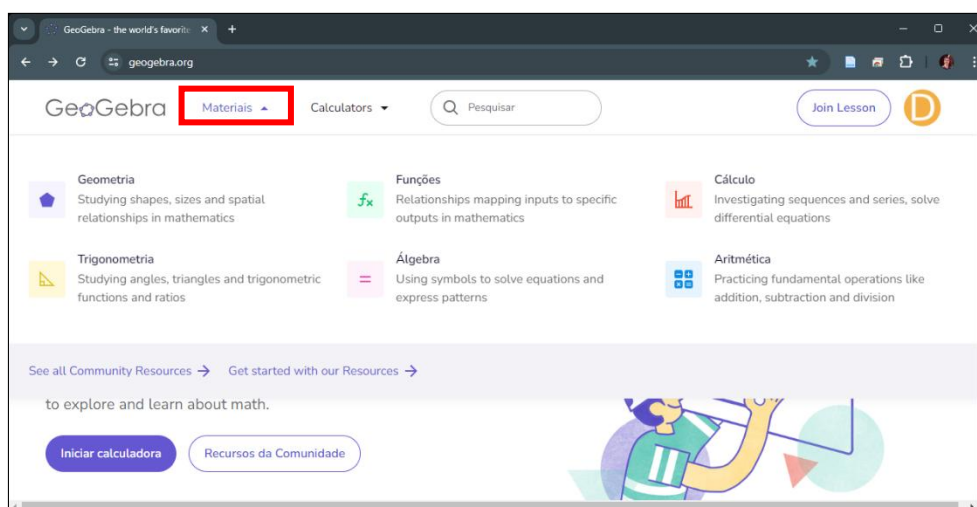 GeoGebra - the world's favorite
geogebra.org
GeoGebra
Materiais
Calculators
Pesquisar
Join Lesson
D
Geometria
Studying shapes, sizes and spatial
relationships in mathematics
Funções
Relationships mapping inputs to specific
outputs in mathematics
Cálculo
Investigating sequences and series, solve
differential equations
Trigonometria
Studying angles, triangles and trigonometric
functions and ratios
Álgebra
Using symbols to solve equations and
express patterns
Aritmética
Practicing fundamental operations like
addition, subtraction and division
See all Community Resources → Get started with our Resources →
to explore and learn about math.
Iniciar calculadora
Recursos da Comunidade